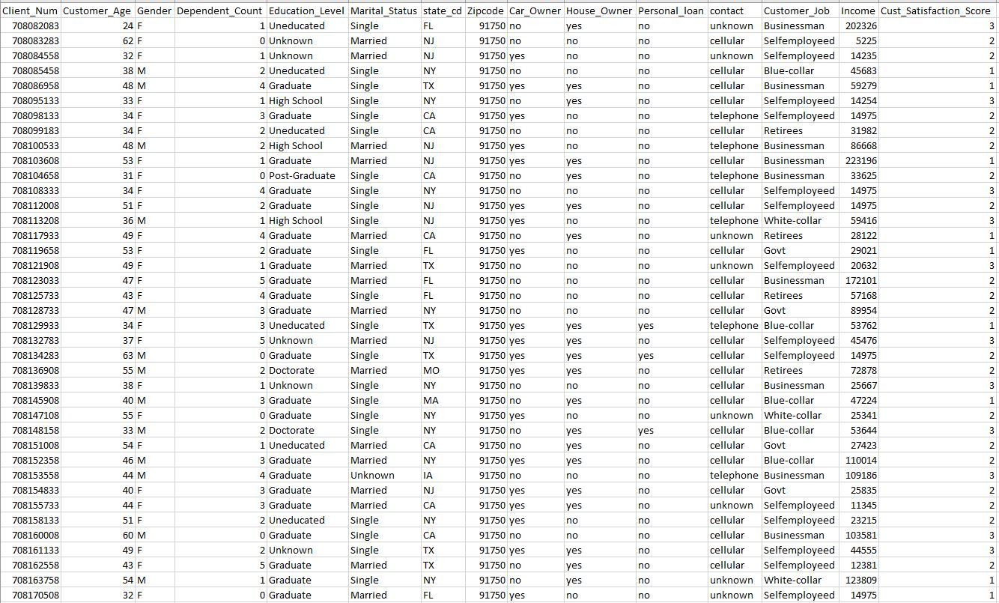 Client_Num Customer_Age Gender Dependent_Count Education_Level Marital_Status state_cd Zipcode Car_Owner House_Owner Personal_loan contact Customer_Job Income Cust_Satisfaction_Score
708082083 24 F 1 Uneducated Single FL 91750 no yes no unknown Businessman 202326 3
708083283 62 F 0 Unknown Married NJ 91750 no no no cellular Selfemployeed 5225 2
708084558 32 F 1 Unknown Married NJ 91750 yes no no unknown Selfemployeed 14235 2
708085458 38 M 2 Uneducated Single NY 91750 no no no cellular Blue-collar 45683 1
708086958 48 M 4 Graduate Single TX 91750 yes yes no cellular Businessman 59279 1
708095133 33 F 1 High School Single NY 91750 no yes no cellular Selfemployeed 14254 3
708098133 34 F 3 Graduate Single CA 91750 yes no no telephone Selfemployeed 14975 2
708099183 34 F 2 Uneducated Single CA 91750 no no no cellular Retirees 31982 2
708100533 48 M 2 High School Married NJ 91750 yes no no telephone Businessman 86668 2
708103608 53 F 1 Graduate Married NJ 91750 yes yes no cellular Businessman 223196 1
708104658 31 F 0 Post-Graduate Single CA 91750 no yes no telephone Businessman 33625 2
708108333 34 F 4 Graduate Single NY 91750 no no no cellular Selfemployeed 14975 3
708112008 51 F 2 Graduate Single NJ 91750 yes yes no cellular Selfemployeed 14975 2
708113208 36 M 1 High School Single NJ 91750 yes no no telephone White-collar 59416 3
708117933 49 F 4 Graduate Married CA 91750 no yes no unknown Retirees 28122 1
708119658 53 F 2 Graduate Single FL 91750 yes no no cellular Govt 29021 1
708121908 49 F 1 Graduate Married TX 91750 no no no unknown Selfemployeed 20632 3
708123033 47 F 5 Graduate Married FL 91750 no no no cellular Businessman 172101 2
708125733 43 F 4 Graduate Single FL 91750 no no no cellular Retirees 57168 2
708128733 47 M 3 Graduate Married NY 91750 no no no cellular Govt 89954 2
708129933 34 F 3 Uneducated Single TX 91750 yes yes yes telephone Blue-collar 53762 1
708132783 37 F 5 Unknown Married NJ 91750 yes yes no cellular Selfemployeed 45476 3
708134283 63 M 0 Graduate Single TX 91750 yes yes yes cellular Selfemployeed 14975 2
708136908 55 M 2 Doctorate Married MO 91750 yes yes no cellular Retirees 72878 2
708139833 38 F 1 Unknown Single NY 91750 no no no cellular Businessman 25667 3
708145908 40 M 3 Graduate Single MA 91750 no yes no cellular Blue-collar 47224 1
708147108 55 F 0 Graduate Single NY 91750 yes no no unknown White-collar 25341 2
708148158 33 M 2 Doctorate Single NY 91750 no yes yes cellular Blue-collar 53644 3
708151008 54 F 1 Uneducated Married CA 91750 no yes no cellular Govt 27423 2
708152358 46 M 3 Graduate Married NY 91750 yes yes no cellular Blue-collar 110014 2
708153558 44 M 4 Graduate Unknown IA 91750 no no no telephone Businessman 109186 3
708154833 40 F 3 Graduate Married NJ 91750 yes yes no cellular Govt 25835 2
708155733 44 F 3 Graduate Married CA 91750 yes yes no unknown Selfemployeed 11345 2
708158133 51 F 2 Uneducated Single NY 91750 yes no no cellular Selfemployeed 23215 2
708160008 60 M 0 Graduate Single CA 91750 no no no cellular Businessman 103581 3
708161133 49 F 2 Unknown Single TX 91750 yes yes no cellular Selfemployeed 44555 3
708162558 43 F 5 Graduate Married TX 91750 no yes no cellular Selfemployeed 12381 2
708163758 54 M 1 Graduate Single NY 91750 no yes no unknown White-collar 123809 1
708170508 32 F 0 Graduate Married FL 91750 yes no no cellular Selfemployeed 14975 1